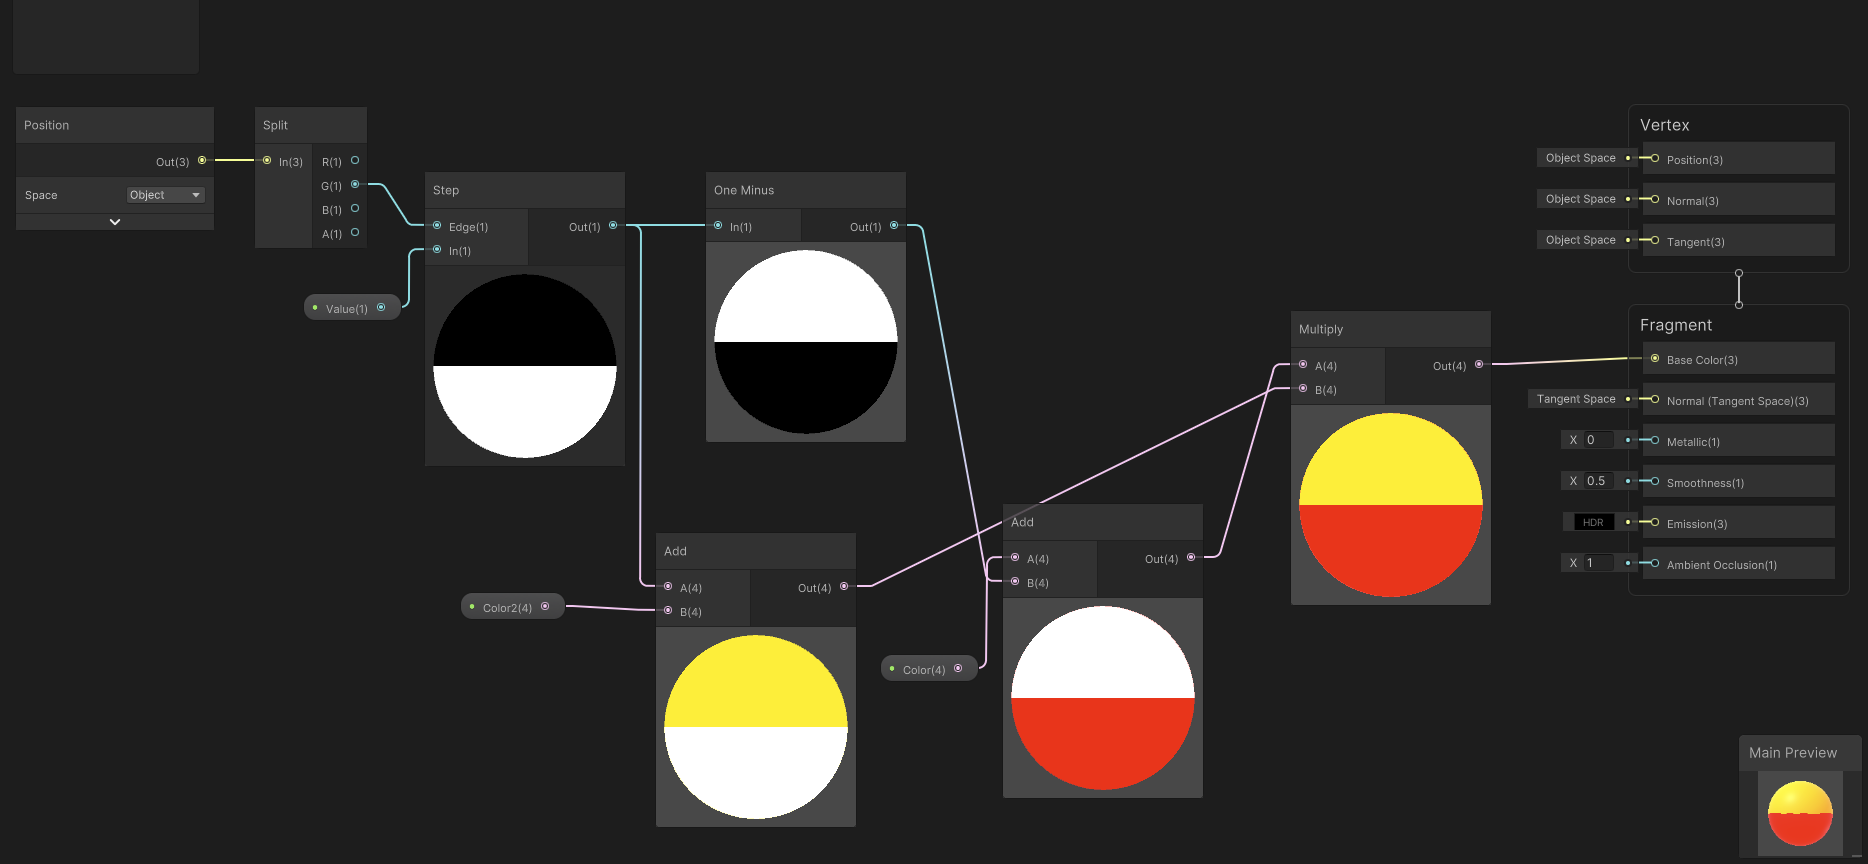 Position
Out(3)
Space
Object
Split
In(3)
R(1)
G(1)
B(1)
A(1)
Step
Edge(1)
Out(1)
In(1)
Value(1)
One Minus
In(1)
Out(1)
Add
A(4)
Out(4)
B(4)
Color2(4)
Add
A(4)
Out(4)
B(4)
Color(4)
Multiply
A(4)
Out(4)
B(4)
Vertex
Object Space
Position(3)
Object Space
Normal(3)
Object Space
Tangent(3)
Fragment
Base Color(3)
Tangent Space
Normal (Tangent Space)(3)
X 0
Metallic(1)
X 0.5
Smoothness(1)
HDR
Emission(3)
X 1
Ambient Occlusion(1)
Main Preview